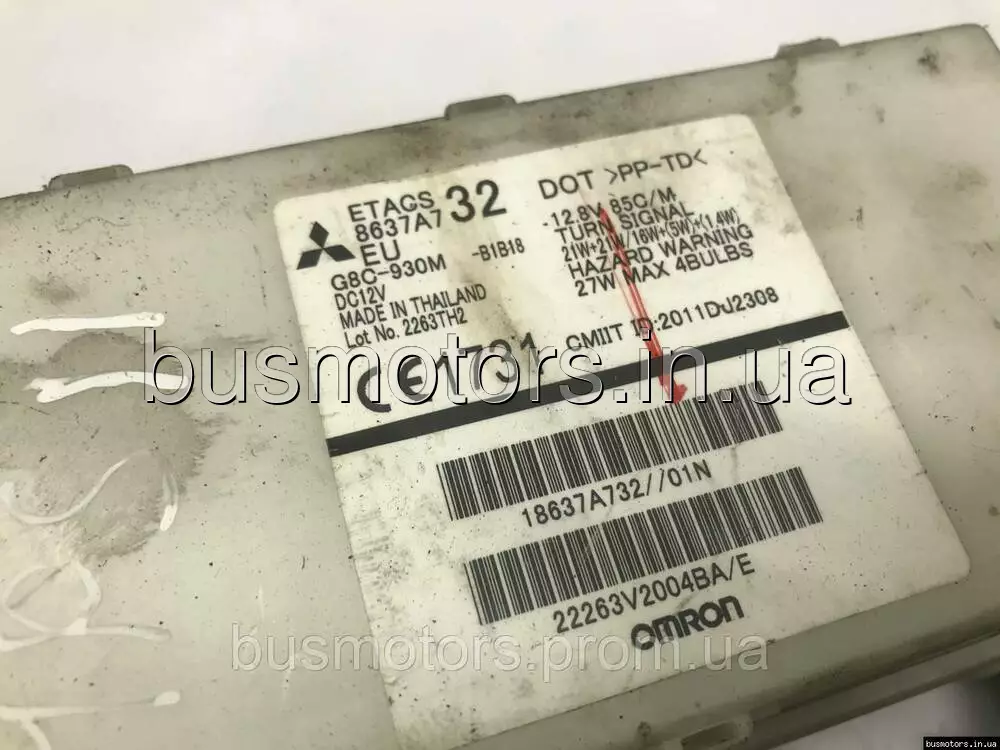 ETACS
8637A732
EU
G8C-930M -B1B18
DC12V
MADE IN THAILAND
Lot No. 2263TH2
CE1731
DOT >PP-TD<
12.8V 85C/M
TURN SIGNAL
21W+21W/16W+(5W)+(1.4W)
HAZARD WARNING
27W MAX 4BULBS
CMIIT ID:2011DJ2308
busmotors.in.ua
18637A732//01N
22263V2004BA/E
OMRON
busmotors.prom.ua
busmotors.in.ua